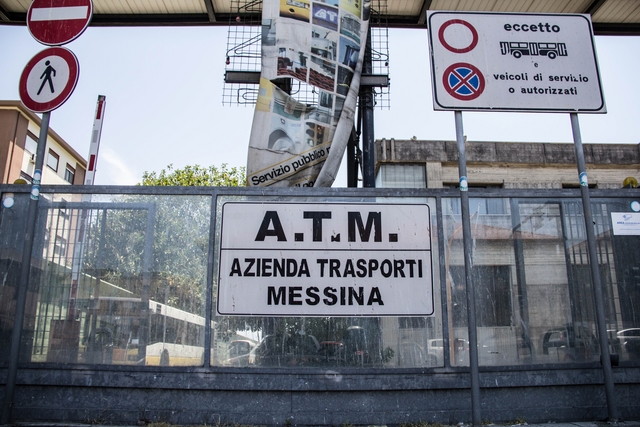 eccetto
e
veicoli di servizio
o autorizzati
Servizio pubblico
A.T.M.
AZIENDA TRASPORTI
MESSINA